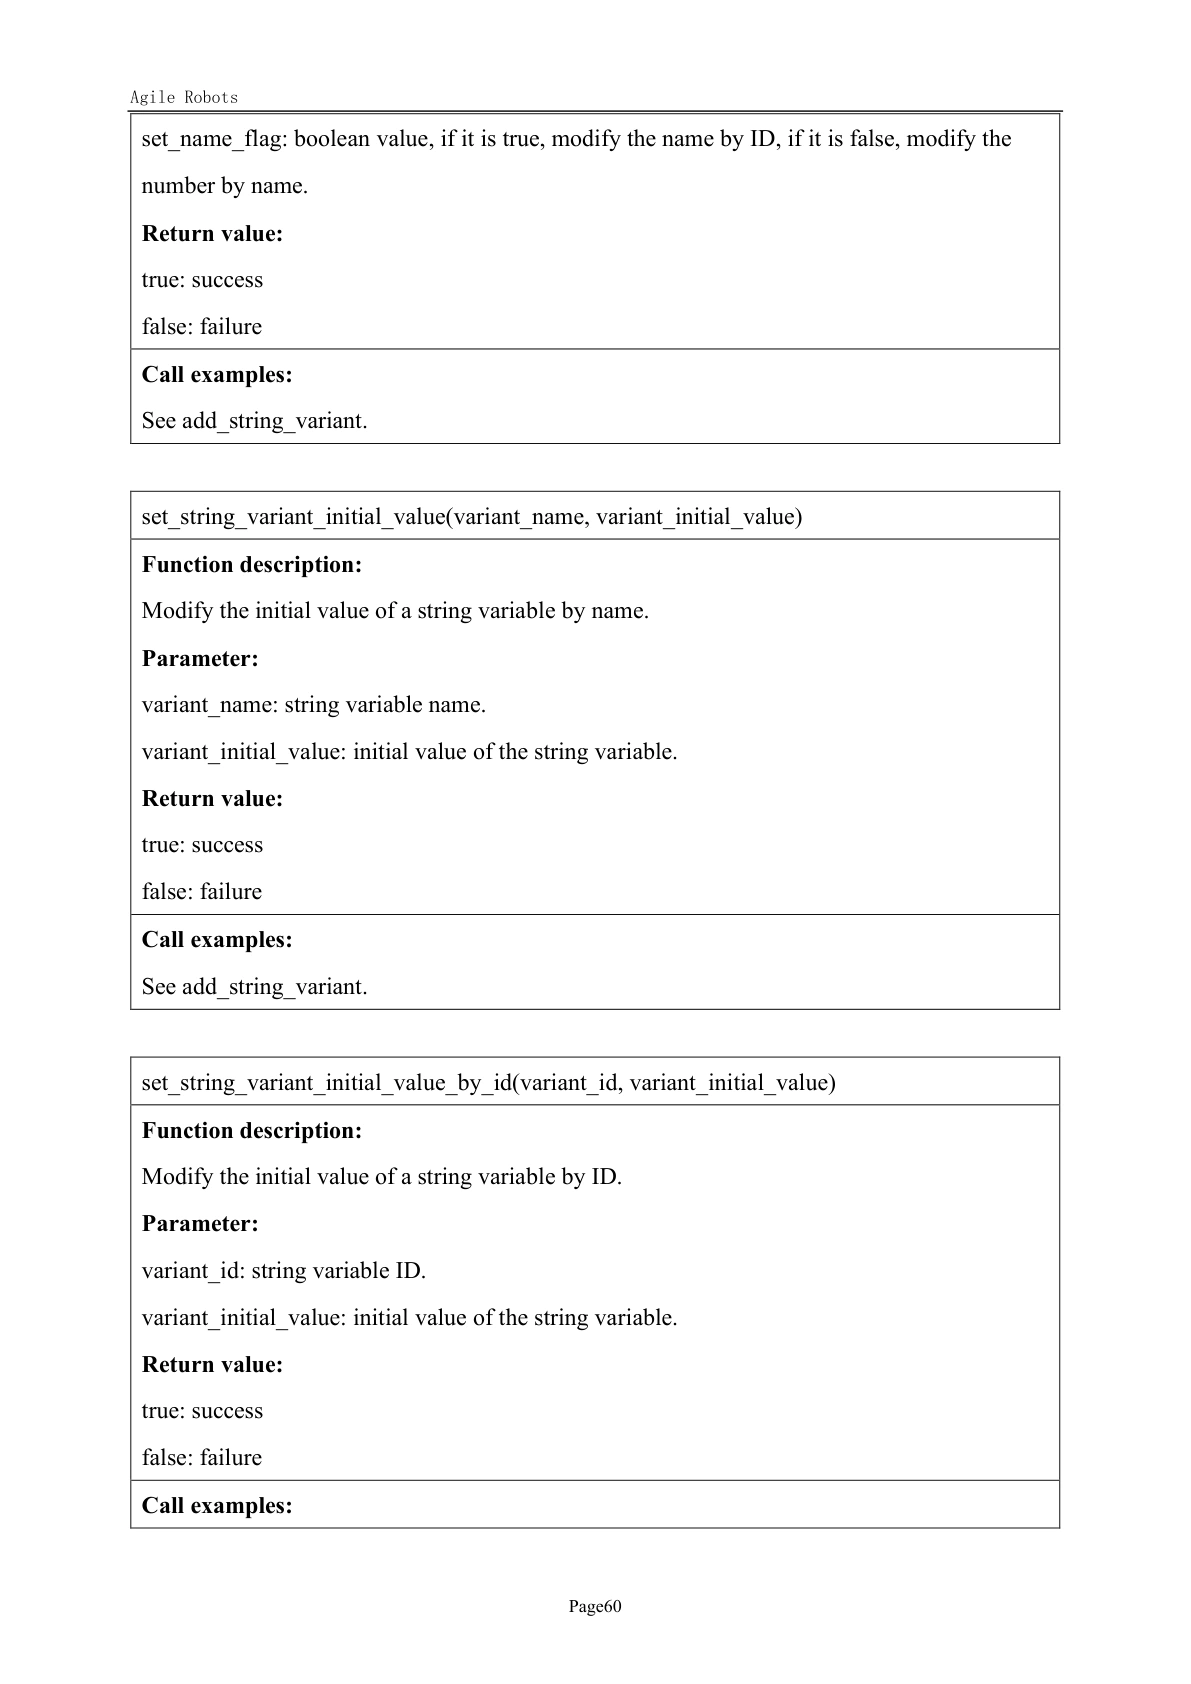 Agile Robots
set_name_flag: boolean value, if it is true, modify the name by ID, if it is false, modify the
number by name.
Return value:
true: success
false: failure
Call examples:
See add_string_variant.
set_string_variant_initial_value(variant_name, variant_initial_value)
Function description:
Modify the initial value of a string variable by name.
Parameter:
variant_name: string variable name.
variant_initial_value: initial value of the string variable.
Return value:
true: success
false: failure
Call examples:
See add_string_variant.
set_string_variant_initial_value_by_id(variant_id, variant_initial_value)
Function description:
Modify the initial value of a string variable by ID.
Parameter:
variant_id: string variable ID.
variant_initial_value: initial value of the string variable.
Return value:
true: success
false: failure
Call examples:
Page60